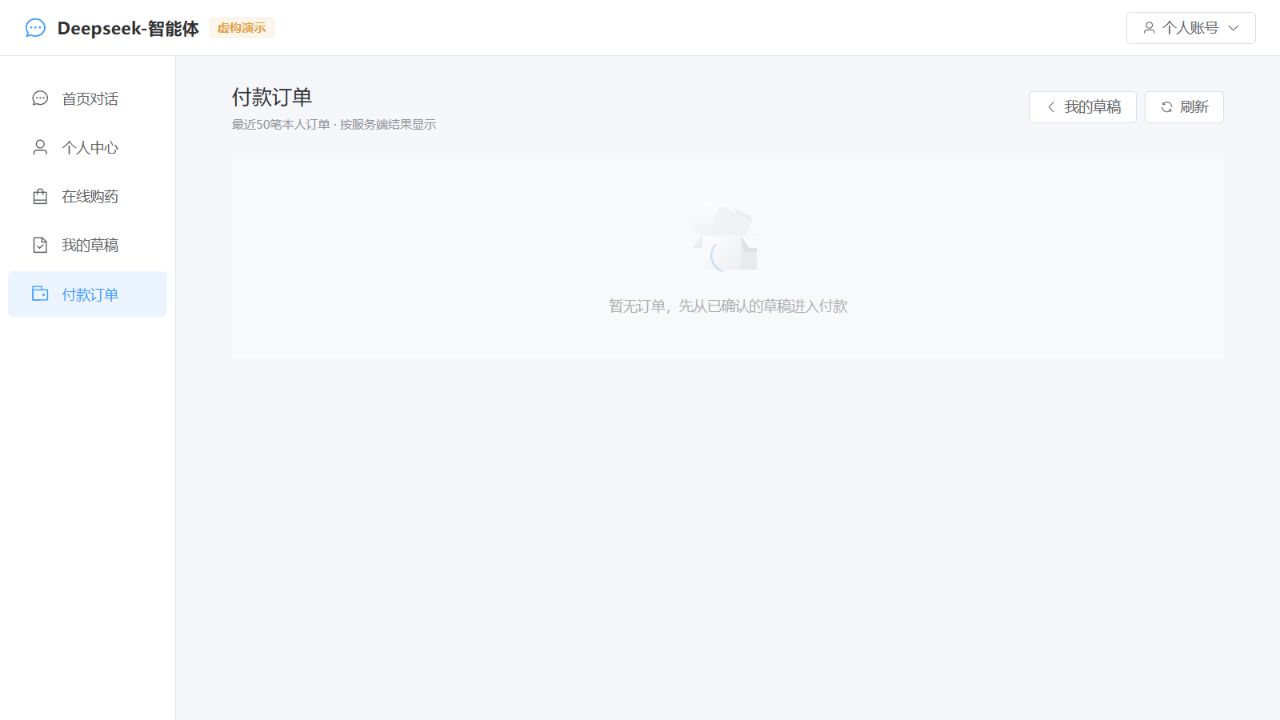 Deepseek-智能体
虚构演示
个人账号
首页对话
个人中心
在线购药
我的草稿
付款订单
付款订单
最近50笔本人订单 · 按服务端结果显示
我的草稿
刷新
暂无订单，先从已确认的草稿进入付款